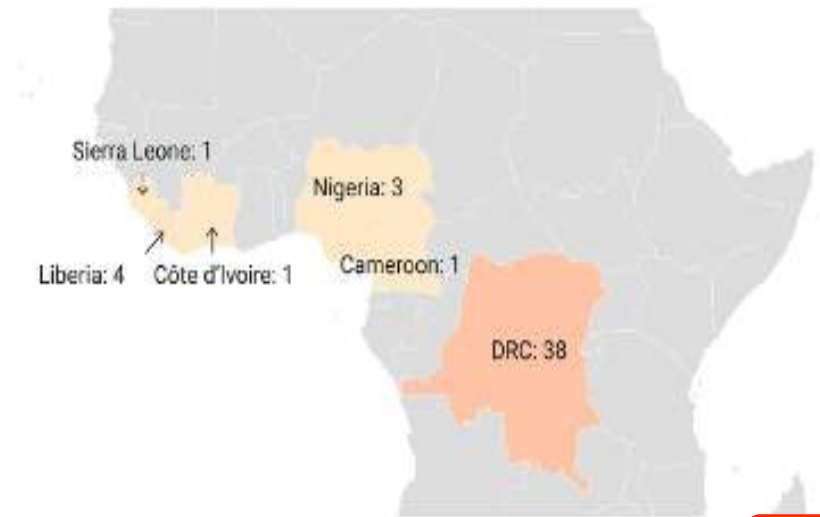 Sierra Leone: 1
Nigeria: 3
Liberia: 4
Côte d'Ivoire: 1
Cameroon: 1
DRC: 38